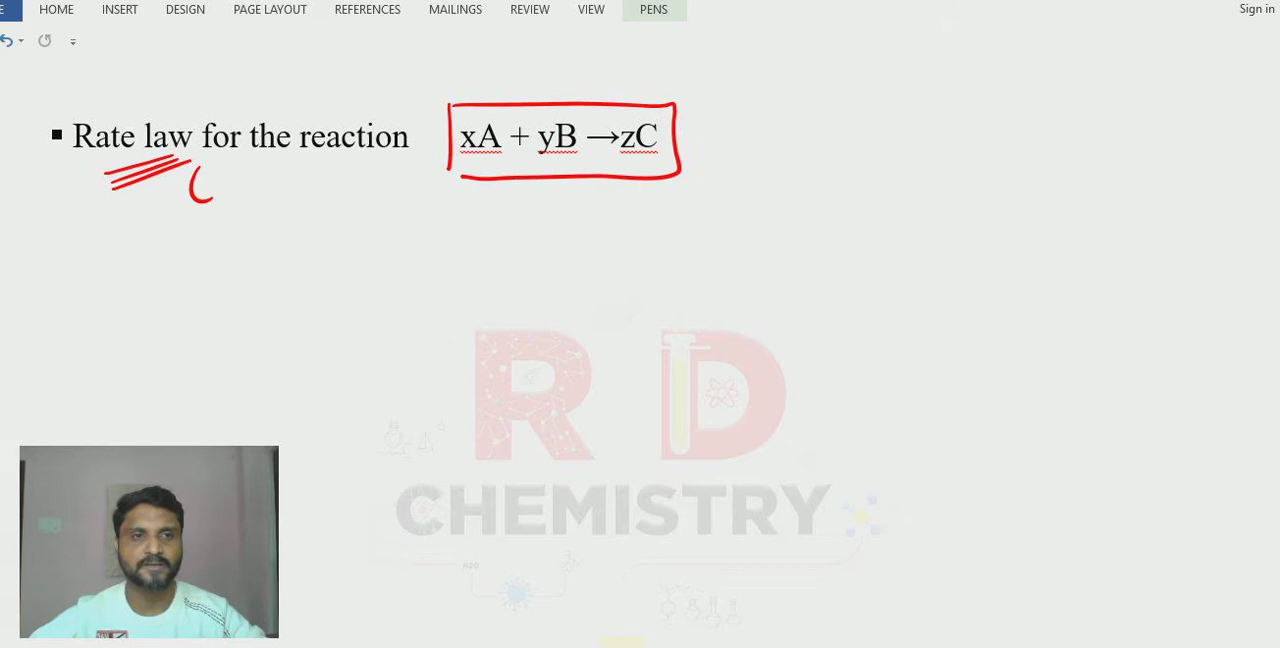 E HOME INSERT DESIGN PAGE LAYOUT REFERENCES MAILINGS REVIEW VIEW PENS Sign in
▪ Rate law for the reaction xA + yB →zC
C
R D
CHEMISTRY
H2O